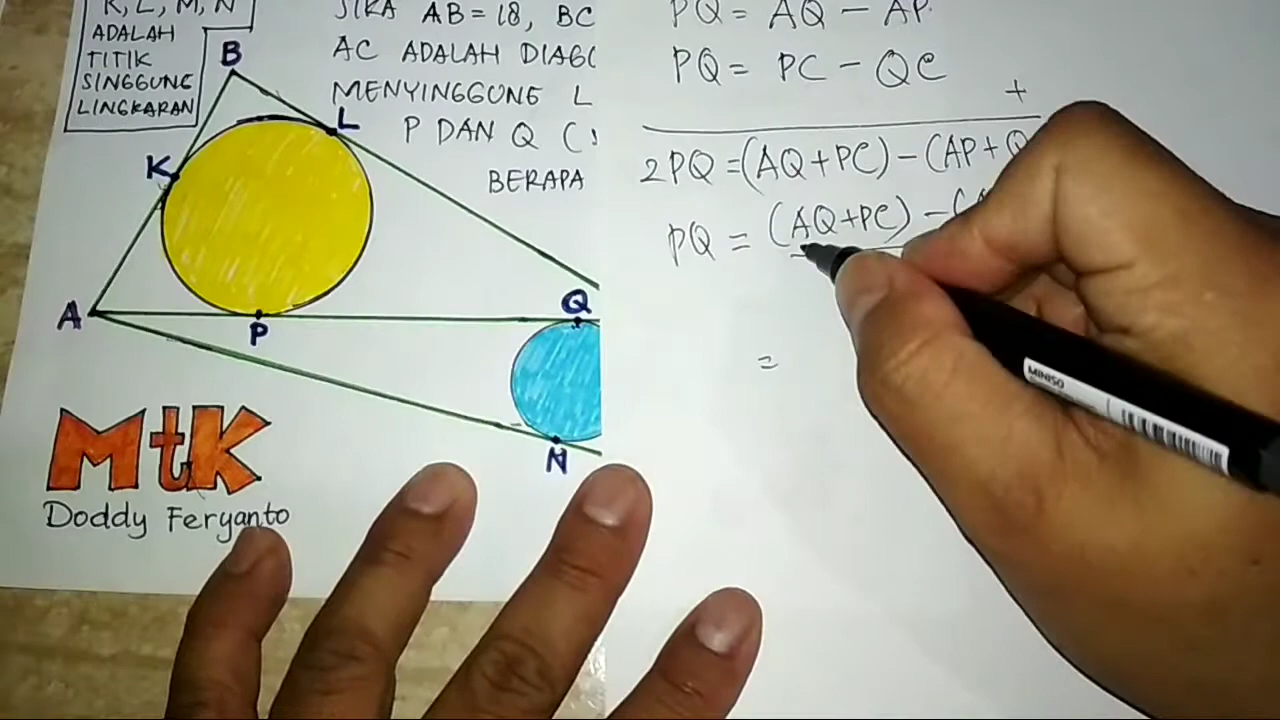 K, L, M, N
ADALAH
TITIK
SINGGUNG
LINGKARAN
JIKA AB = 18, BC
AC ADALAH
MENYINGGUNG L
P DAN Q
BERAPA
B
L
K
A
P
Q
N
MtK
Doddy Feryanto
PQ = AQ - AP
PQ = PC - QC
+
2PQ = (AQ+PC) - (AP+Q
PQ = (AQ+PC) - (
=
MINISO